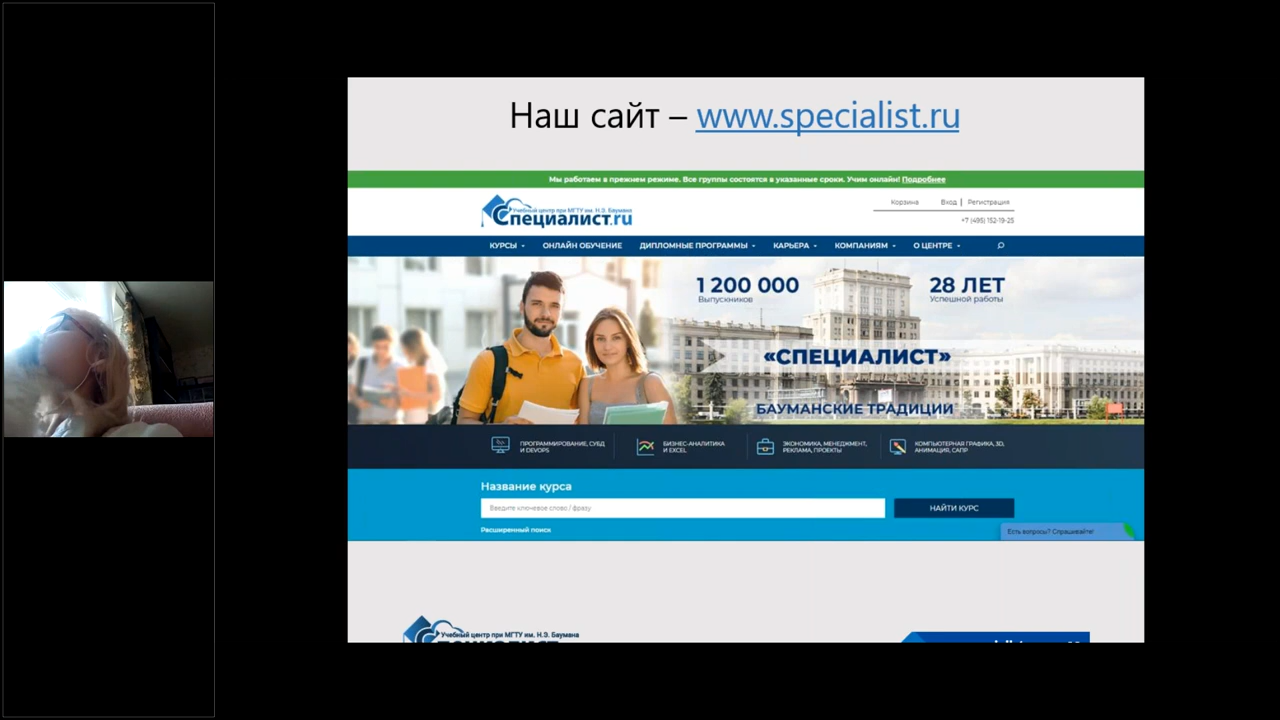 Наш сайт – www.specialist.ru
Мы работаем в прежнем режиме. Все группы состоятся в указанные сроки. Учим онлайн! Подробнее
Учебный центр при МГТУ им. Н.Э. Баумана
Специалист.ru
Корзина Вход | Регистрация
+7 (495) 152-19-25
КУРСЫ ОНЛАЙН ОБУЧЕНИЕ ДИПЛОМНЫЕ ПРОГРАММЫ КАРЬЕРА КОМПАНИЯМ О ЦЕНТРЕ
1 200 000
Выпускников
28 ЛЕТ
Успешной работы
«СПЕЦИАЛИСТ»
БАУМАНСКИЕ ТРАДИЦИИ
ПРОГРАММИРОВАНИЕ, СУБД
И DEVOPS
БИЗНЕС-АНАЛИТИКА
И EXCEL
ЭКОНОМИКА, МЕНЕДЖМЕНТ,
РЕКЛАМА, ПРОЕКТЫ
КОМПЬЮТЕРНАЯ ГРАФИКА, 3D,
АНИМАЦИЯ, САПР
Название курса
Введите ключевое слово / фразу
НАЙТИ КУРС
Расширенный поиск
Есть вопросы? Спрашивайте!
Учебный центр при МГТУ им. Н.Э. Баумана